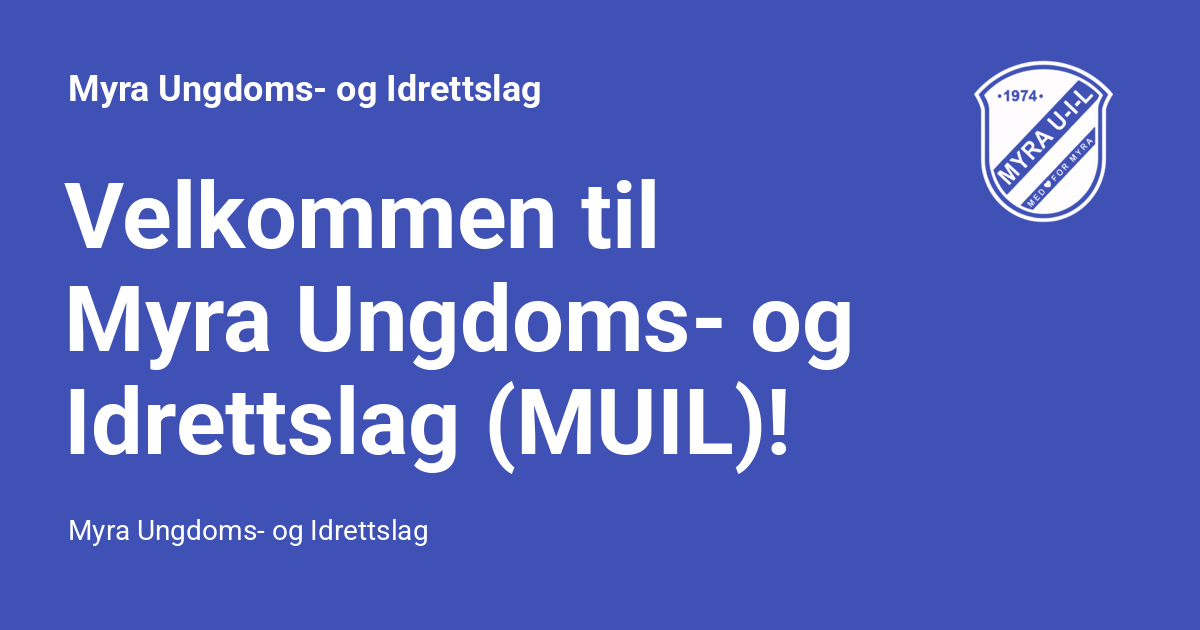 Myra Ungdoms- og Idrettslag
·1974·
MYRA U-I-L
MED ♥ FOR MYRA
Velkommen til
Myra Ungdoms- og
Idrettslag (MUIL)!
Myra Ungdoms- og Idrettslag